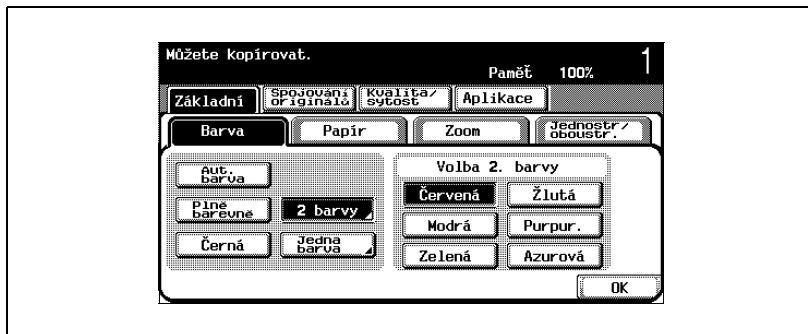 Můžete kopírovat.
1
Paměť 100%
Základní
Spojování originálů
Kvalita/ sytost
Aplikace
Barva
Papír
Zoom
Jednostr/ oboustr.
Aut. barva
Plně barevně
2 barvy
Černá
Jedna barva
Volba 2. barvy
Červená
Žlutá
Modrá
Purpur.
Zelená
Azurová
OK